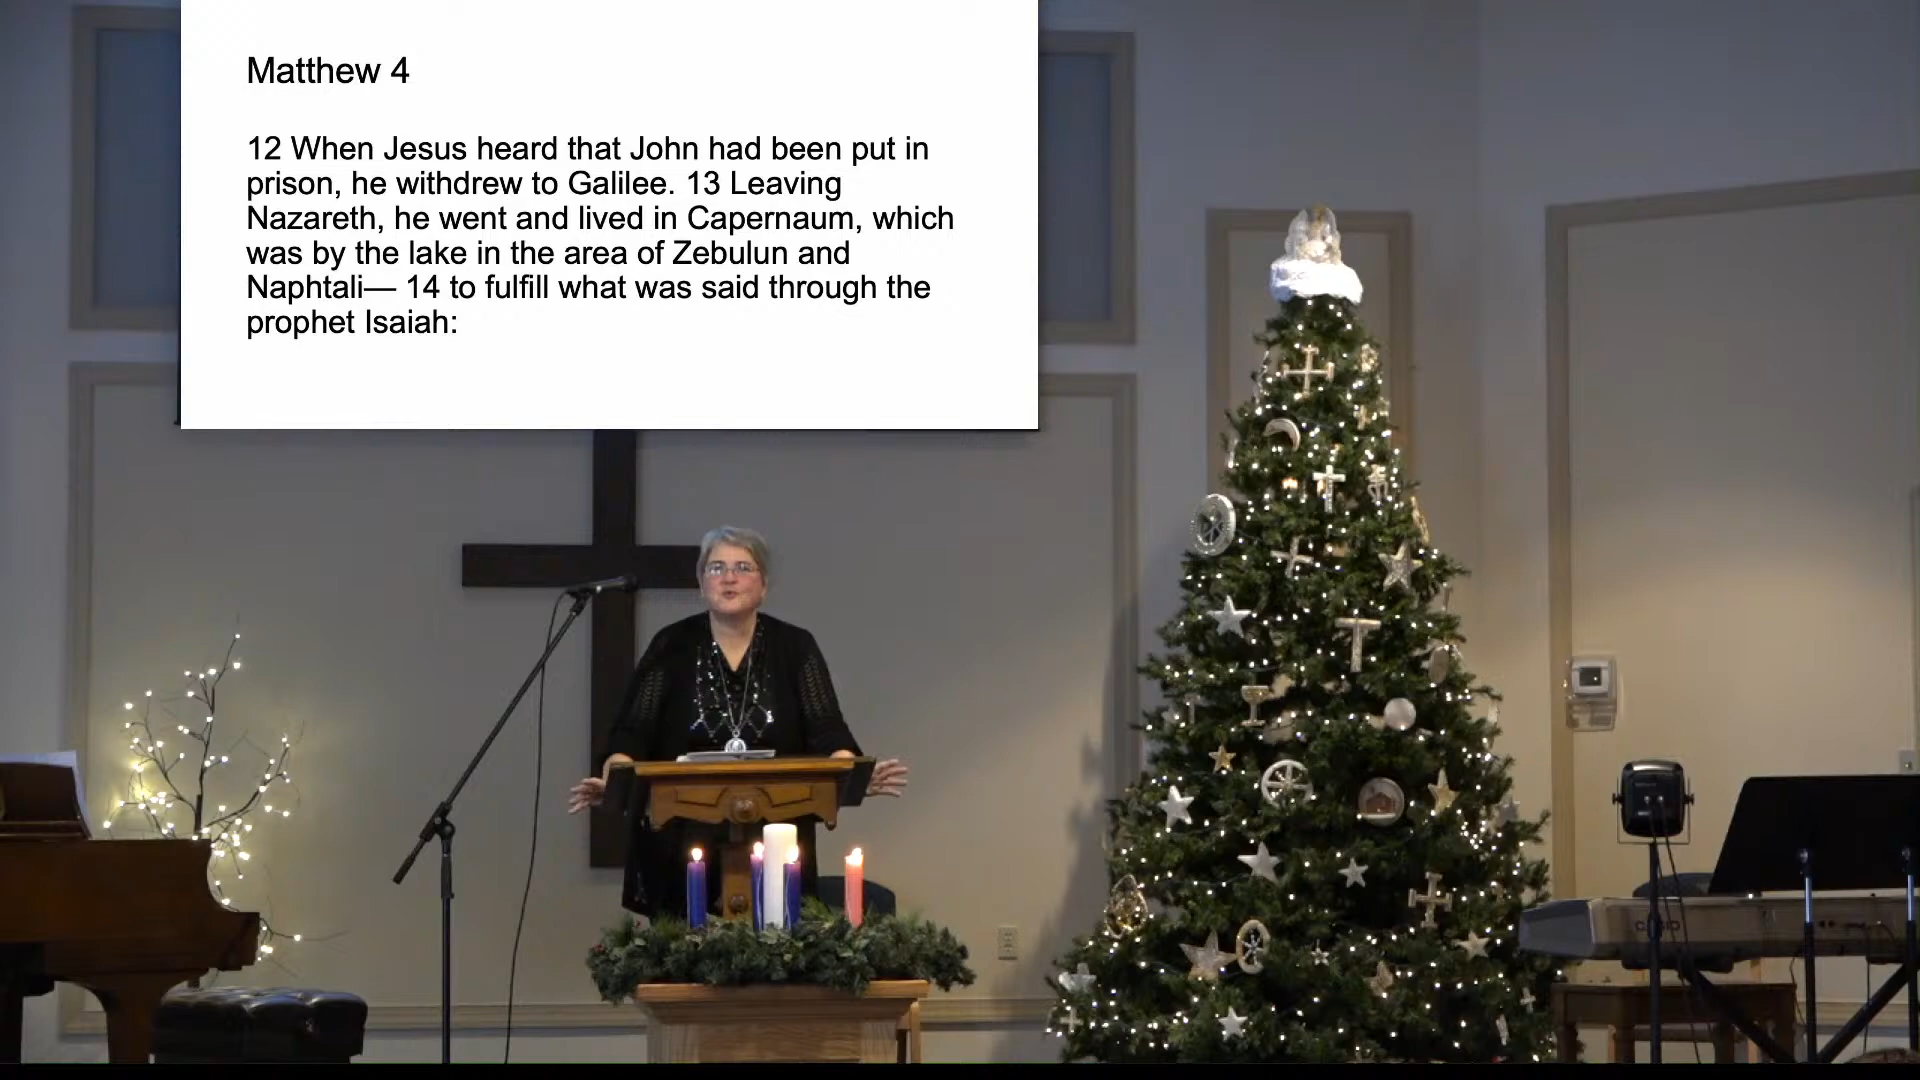 Matthew 4
12 When Jesus heard that John had been put in
prison, he withdrew to Galilee. 13 Leaving
Nazareth, he went and lived in Capernaum, which
was by the lake in the area of Zebulun and
Naphtali— 14 to fulfill what was said through the
prophet Isaiah:
CASIO